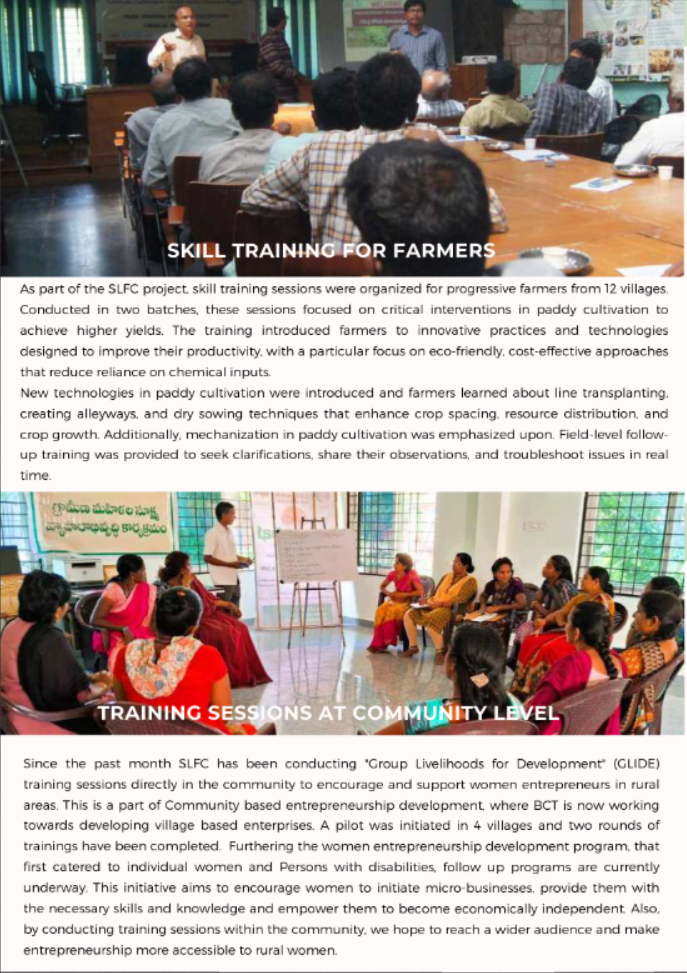 SKILL TRAINING FOR FARMERS
As part of the SLFC project, skill training sessions were organized for progressive farmers from 12 villages.
Conducted in two batches, these sessions focused on critical interventions in paddy cultivation to
achieve higher yields. The training introduced farmers to innovative practices and technologies
designed to improve their productivity, with a particular focus on eco-friendly, cost-effective approaches
that reduce reliance on chemical inputs.
New technologies in paddy cultivation were introduced and farmers learned about line transplanting,
creating alleyways, and dry sowing techniques that enhance crop spacing, resource distribution, and
crop growth. Additionally, mechanization in paddy cultivation was emphasized upon. Field-level follow-
up training was provided to seek clarifications, share their observations, and troubleshoot issues in real
time.
గ్రామీణ మహిళల సూక్ష్మ
వ్యాపారాభివృద్ధి కార్యక్రమం
TRAINING SESSIONS AT COMMUNITY LEVEL
Since the past month SLFC has been conducting "Group Livelihoods for Development" (GLIDE)
training sessions directly in the community to encourage and support women entrepreneurs in rural
areas. This is a part of Community based entrepreneurship development, where BCT is now working
towards developing village based enterprises. A pilot was initiated in 4 villages and two rounds of
trainings have been completed. Furthering the women entrepreneurship development program, that
first catered to individual women and Persons with disabilities, follow up programs are currently
underway. This initiative aims to encourage women to initiate micro-businesses, provide them with
the necessary skills and knowledge and empower them to become economically independent. Also,
by conducting training sessions within the community, we hope to reach a wider audience and make
entrepreneurship more accessible to rural women.